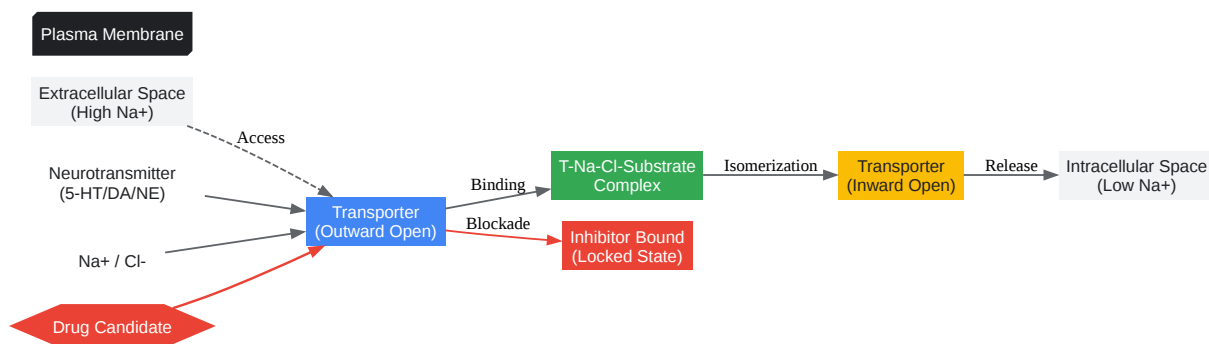 Plasma Membrane
Extracellular Space
(High Na+)
Access
Neurotransmitter
(5-HT/DA/NE)
Na+ / Cl-
Drug Candidate
Transporter
(Outward Open)
Binding
Blockade
T-Na-Cl-Substrate
Complex
Inhibitor Bound
(Locked State)
Isomerization
Transporter
(Inward Open)
Release
Intracellular Space
(Low Na+)